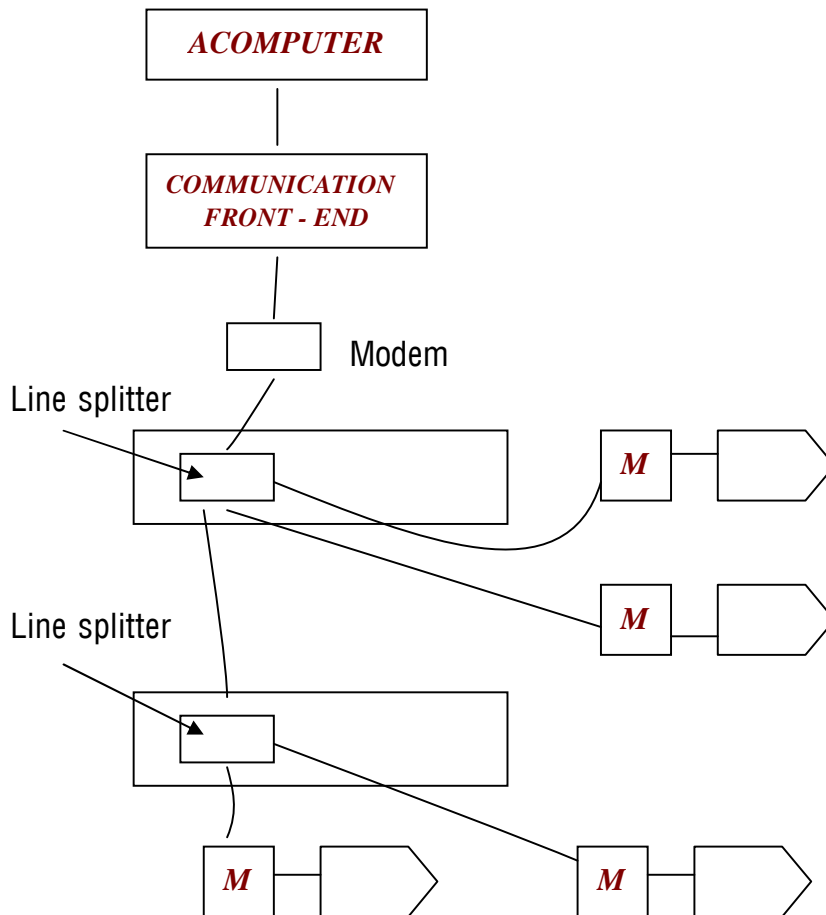 ACOMPUTER
COMMUNICATION
FRONT - END
Modem
Line splitter
M
M
Line splitter
M
M